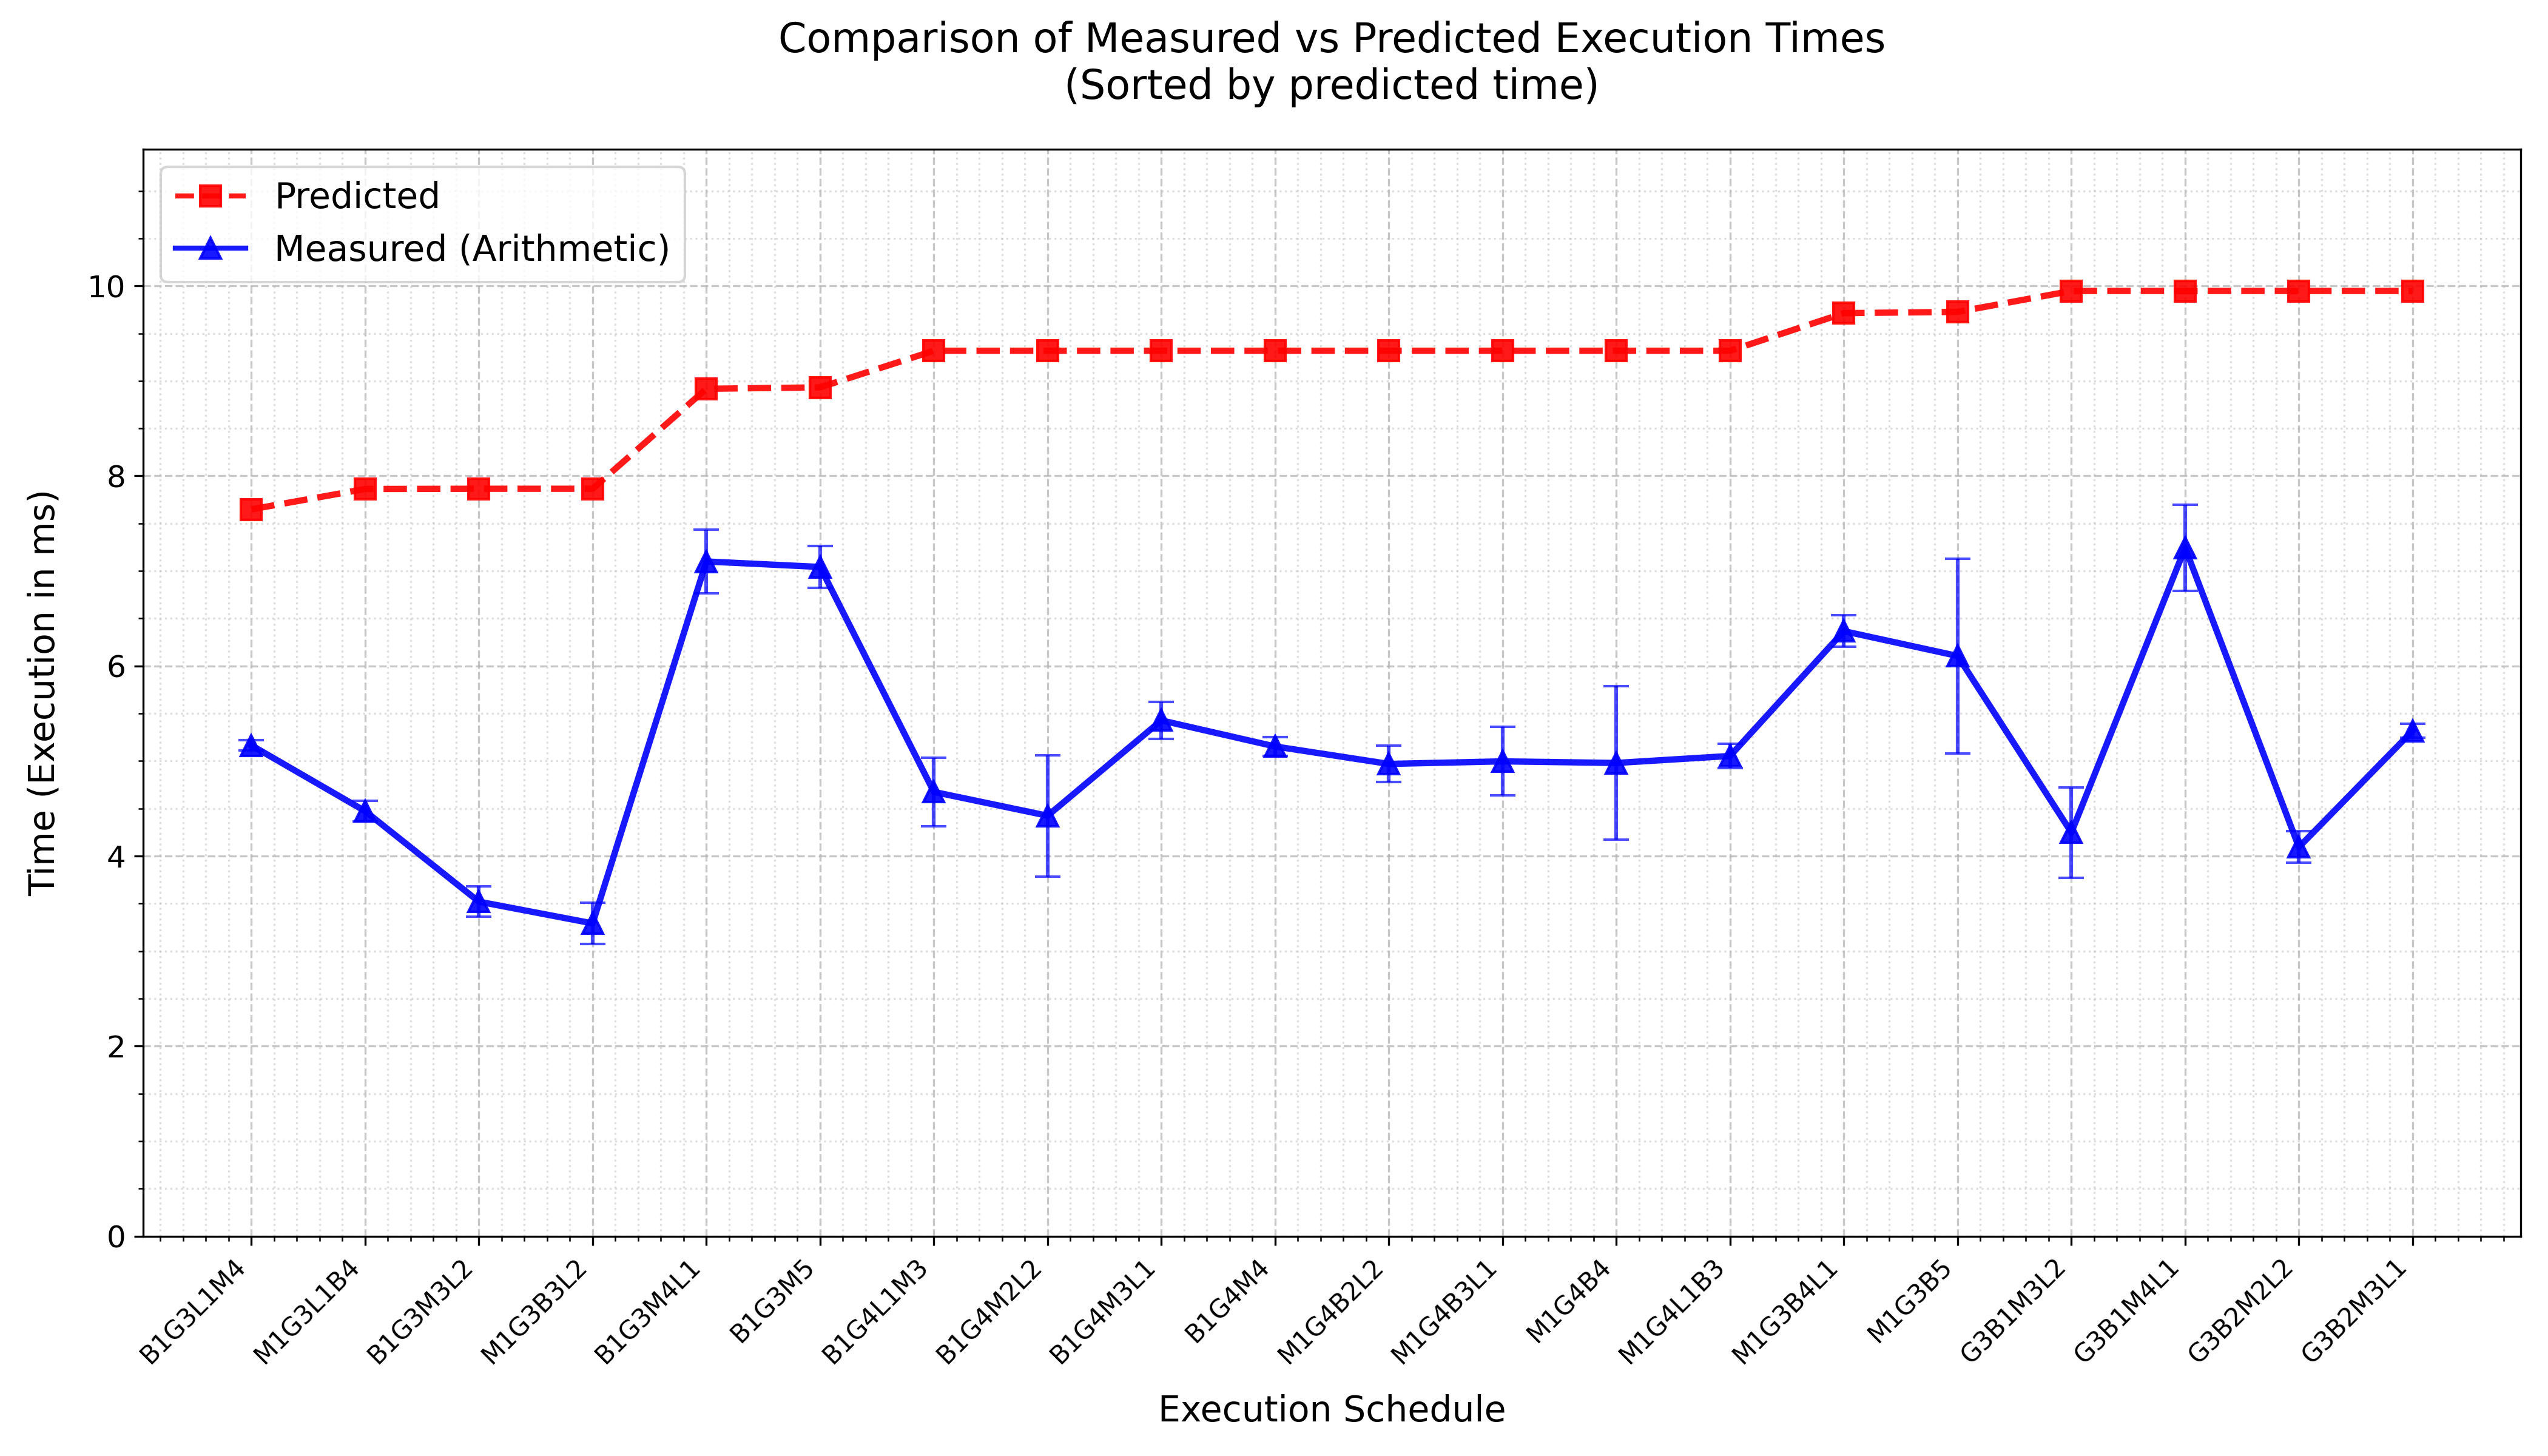 Comparison of Measured vs Predicted Execution Times
(Sorted by predicted time)
Predicted
Measured (Arithmetic)
Time (Execution in ms)
10
8
6
4
2
0
B1G3L1M4
M1G3L1B4
B1G3M3L2
M1G3B3L2
B1G3M4L1
B1G3M5
B1G4L1M3
B1G4M2L2
B1G4M3L1
B1G4M4
M1G4B2L2
M1G4B3L1
M1G4B4
M1G4L1B3
M1G3B4L1
M1G3B5
G3B1M3L2
G3B1M4L1
G3B2M2L2
G3B2M3L1
Execution Schedule